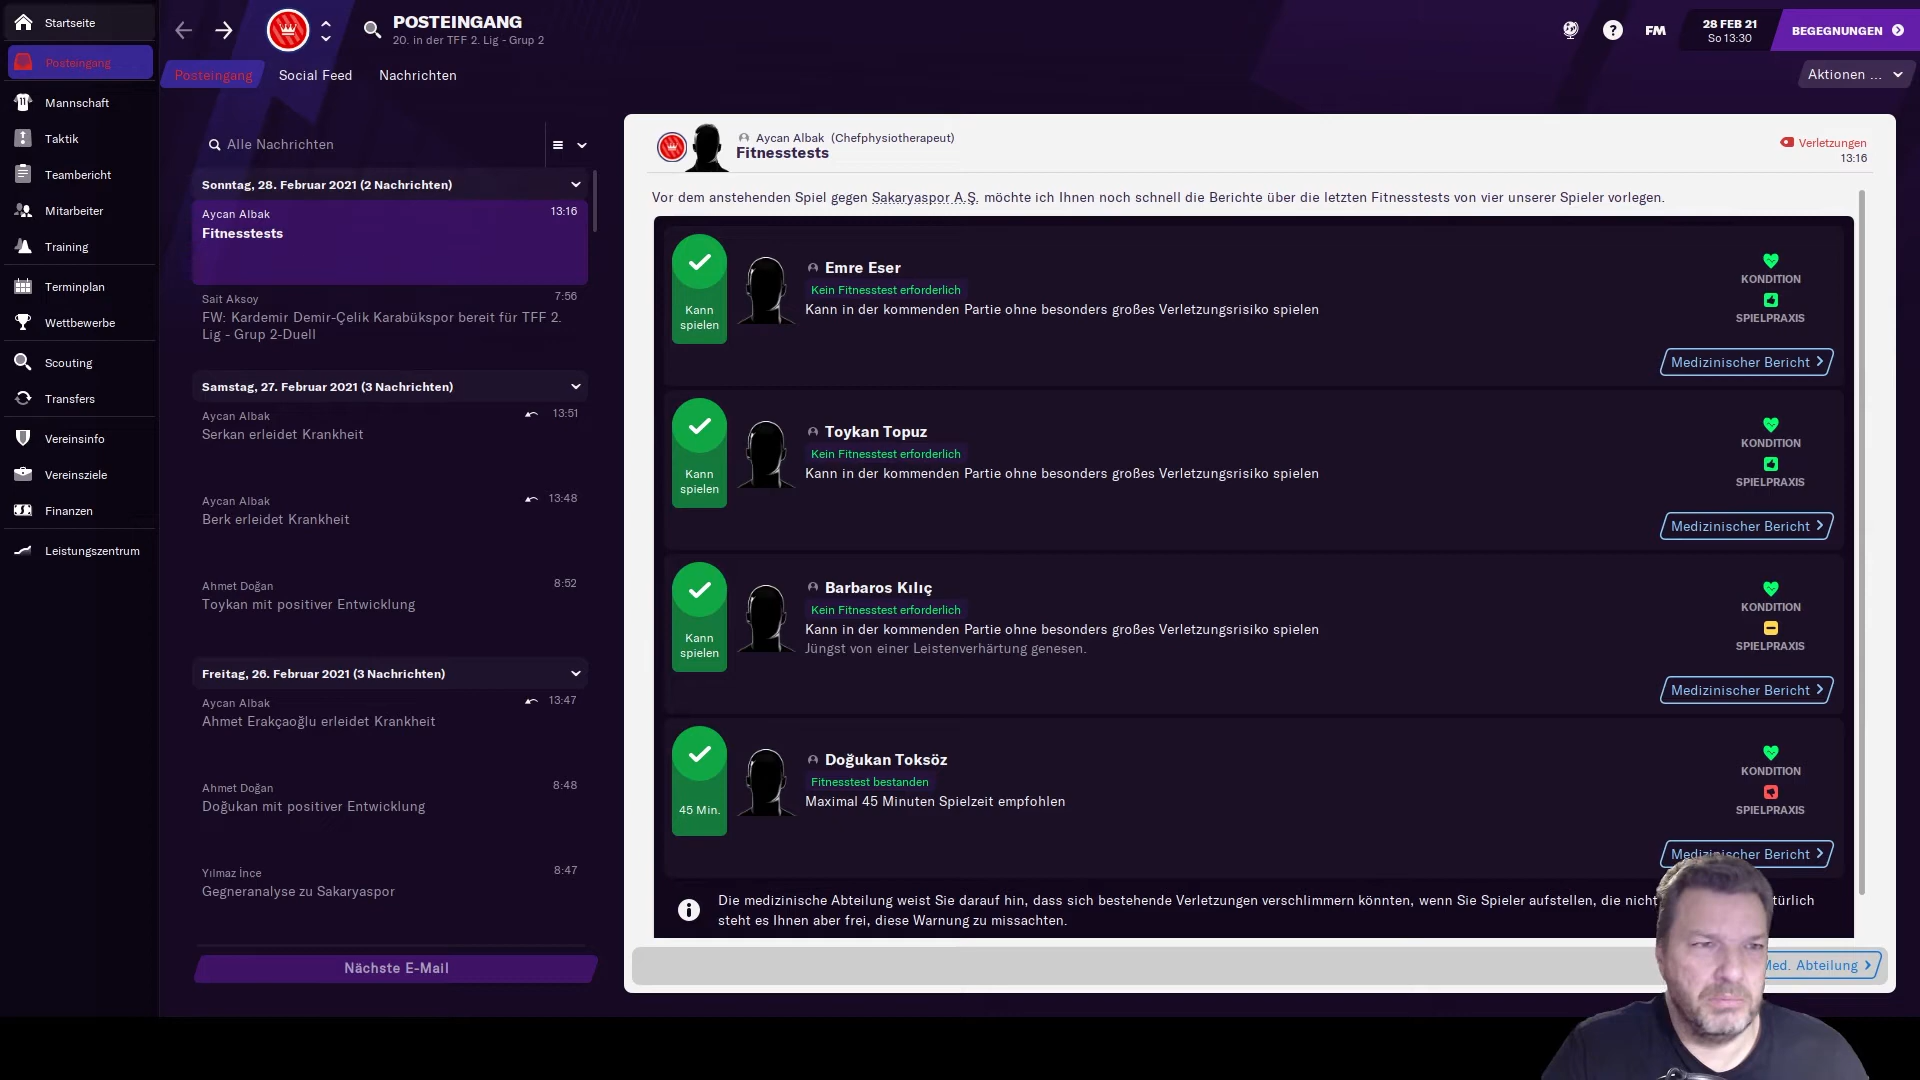 Startseite
Posteingang
Mannschaft
Taktik
Teambericht
Mitarbeiter
Training
Terminplan
Wettbewerbe
Scouting
Transfers
Vereinsinfo
Vereinsziele
Finanzen
Leistungszentrum
POSTEINGANG
20. in der TFF 2. Lig - Grup 2
FM
28 FEB 21
So 13:30
BEGEGNUNGEN
Posteingang
Social Feed
Nachrichten
Aktionen ...
Alle Nachrichten
Sonntag, 28. Februar 2021 (2 Nachrichten)
Aycan Albak 13:16
Fitnesstests
Sait Aksoy 7:56
FW: Kardemir Demir-Çelik Karabükspor bereit für TFF 2.
Lig - Grup 2-Duell
Samstag, 27. Februar 2021 (3 Nachrichten)
Aycan Albak 13:51
Serkan erleidet Krankheit
Aycan Albak 13:48
Berk erleidet Krankheit
Ahmet Doğan 8:52
Toykan mit positiver Entwicklung
Freitag, 26. Februar 2021 (3 Nachrichten)
Aycan Albak 13:47
Ahmet Erakçaoğlu erleidet Krankheit
Ahmet Doğan 8:48
Doğukan mit positiver Entwicklung
Yılmaz İnce 8:47
Gegneranalyse zu Sakaryaspor
Nächste E-Mail
Aycan Albak (Chefphysiotherapeut)
Fitnesstests
Verletzungen
13:16
Vor dem anstehenden Spiel gegen Sakaryaspor A.Ş. möchte ich Ihnen noch schnell die Berichte über die letzten Fitnesstests von vier unserer Spieler vorlegen.
Kann
spielen
Emre Eser
Kein Fitnesstest erforderlich
Kann in der kommenden Partie ohne besonders großes Verletzungsrisiko spielen
KONDITION
SPIELPRAXIS
Medizinischer Bericht
Kann
spielen
Toykan Topuz
Kein Fitnesstest erforderlich
Kann in der kommenden Partie ohne besonders großes Verletzungsrisiko spielen
KONDITION
SPIELPRAXIS
Medizinischer Bericht
Kann
spielen
Barbaros Kılıç
Kein Fitnesstest erforderlich
Kann in der kommenden Partie ohne besonders großes Verletzungsrisiko spielen
Jüngst von einer Leistenverhärtung genesen.
KONDITION
SPIELPRAXIS
Medizinischer Bericht
45 Min.
Doğukan Toksöz
Fitnesstest bestanden
Maximal 45 Minuten Spielzeit empfohlen
KONDITION
SPIELPRAXIS
Medizinischer Bericht
Die medizinische Abteilung weist Sie darauf hin, dass sich bestehende Verletzungen verschlimmern könnten, wenn Sie Spieler aufstellen, die nicht
steht es Ihnen aber frei, diese Warnung zu missachten.
Med. Abteilung